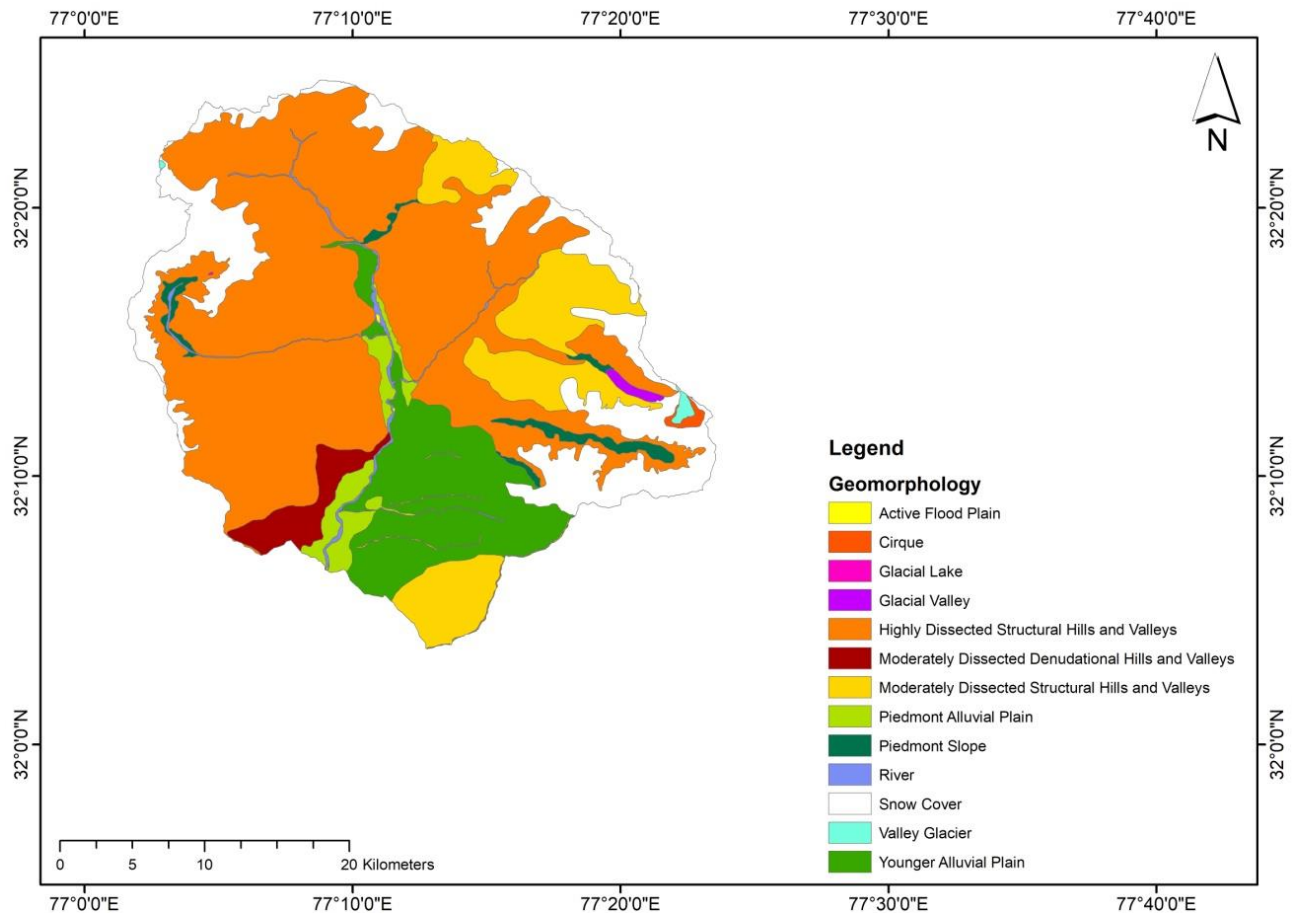 77°0'0"E 77°10'0"E 77°20'0"E 77°30'0"E 77°40'0"E
N
32°20'0"N 32°20'0"N
32°10'0"N 32°10'0"N
Legend
Geomorphology
Active Flood Plain
Cirque
Glacial Lake
Glacial Valley
Highly Dissected Structural Hills and Valleys
Moderately Dissected Denudational Hills and Valleys
Moderately Dissected Structural Hills and Valleys
Piedmont Alluvial Plain
Piedmont Slope
River
Snow Cover
Valley Glacier
Younger Alluvial Plain
32°0'0"N 32°0'0"N
0 5 10 20 Kilometers
77°0'0"E 77°10'0"E 77°20'0"E 77°30'0"E 77°40'0"E